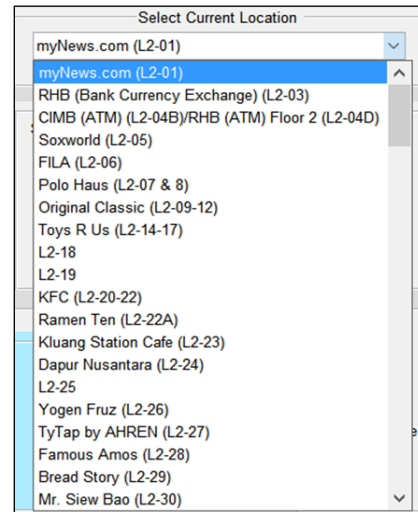 Select Current Location
myNews.com (L2-01)
myNews.com (L2-01)
RHB (Bank Currency Exchange) (L2-03)
CIMB (ATM) (L2-04B)/RHB (ATM) Floor 2 (L2-04D)
Soxworld (L2-05)
FILA (L2-06)
Polo Haus (L2-07 & 8)
Original Classic (L2-09-12)
Toys R Us (L2-14-17)
L2-18
L2-19
KFC (L2-20-22)
Ramen Ten (L2-22A)
Kluang Station Cafe (L2-23)
Dapur Nusantara (L2-24)
L2-25
Yogen Fruz (L2-26)
TyTap by AHREN (L2-27)
Famous Amos (L2-28)
Bread Story (L2-29)
Mr. Siew Bao (L2-30)